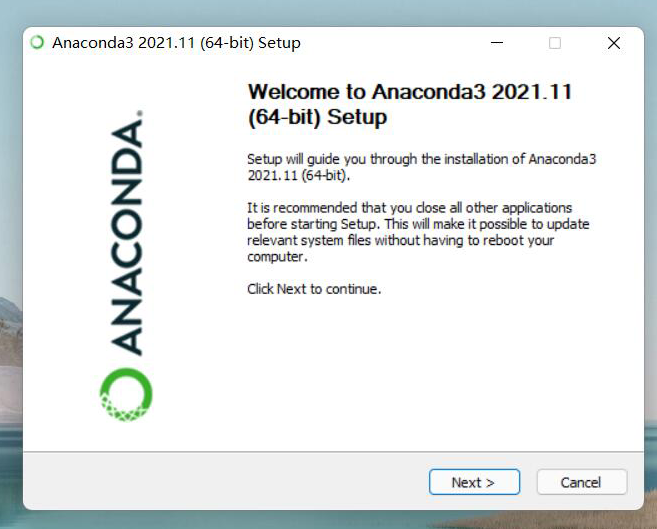 Anaconda3 2021.11 (64-bit) Setup
Welcome to Anaconda3 2021.11
(64-bit) Setup
ANACONDA.
Setup will guide you through the installation of Anaconda3
2021.11 (64-bit).
It is recommended that you close all other applications
before starting Setup. This will make it possible to update
relevant system files without having to reboot your
computer.
Click Next to continue.
Next >
Cancel